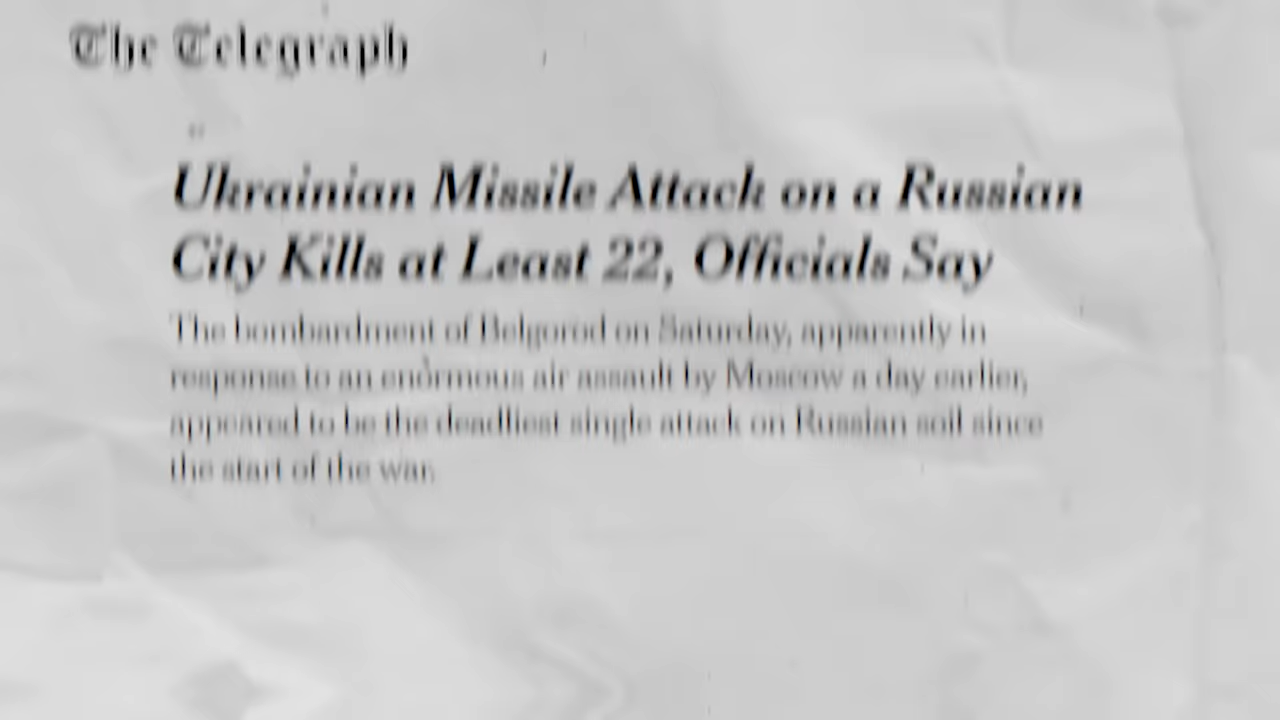 The Telegraph
Ukrainian Missile Attack on a Russian
City Kills at Least 22, Officials Say
The bombardment of Belgorod on Saturday, apparently in
response to an enormous air assault by Moscow a day earlier,
appeared to be the deadliest single attack on Russian soil since
the start of the war.